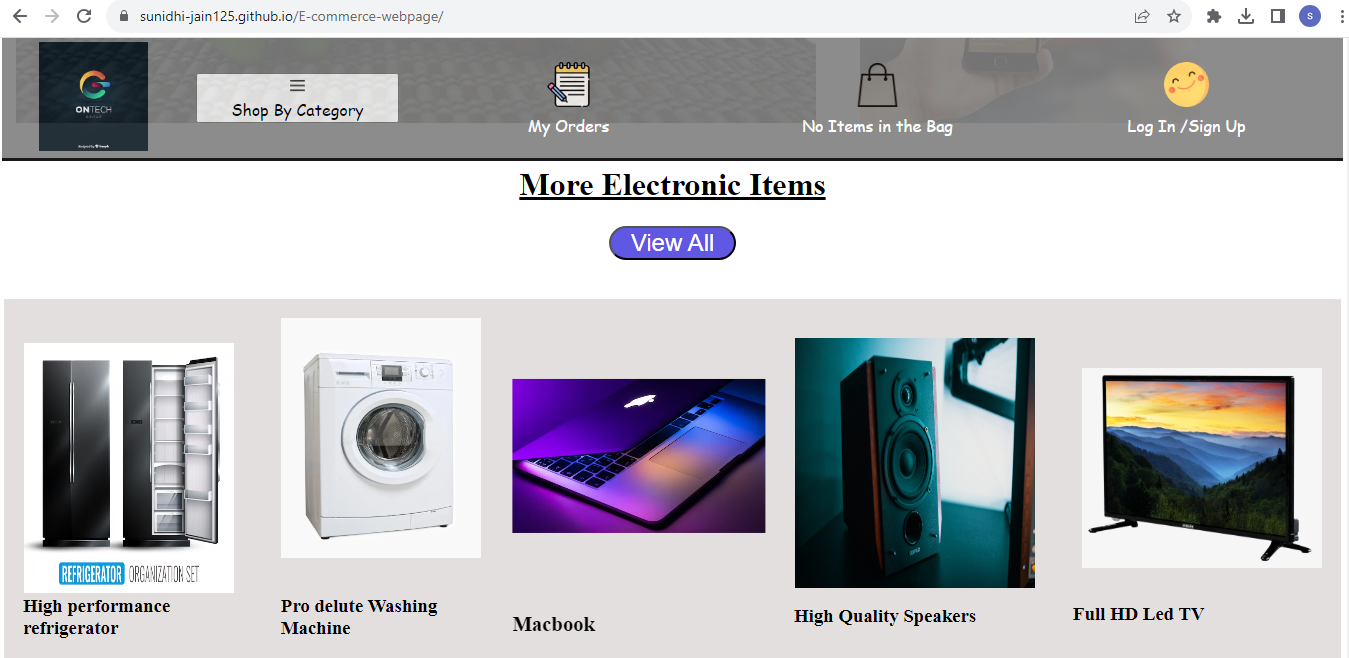 sunidhi-jain125.github.io/E-commerce-webpage/
S
ONTECH
Shop By Category
My Orders
No Items in the Bag
Log In /Sign Up
More Electronic Items
View All
REFRIGERATOR ORGANIZATION SET
High performance
refrigerator
Pro delute Washing
Machine
Macbook
High Quality Speakers
Full HD Led TV